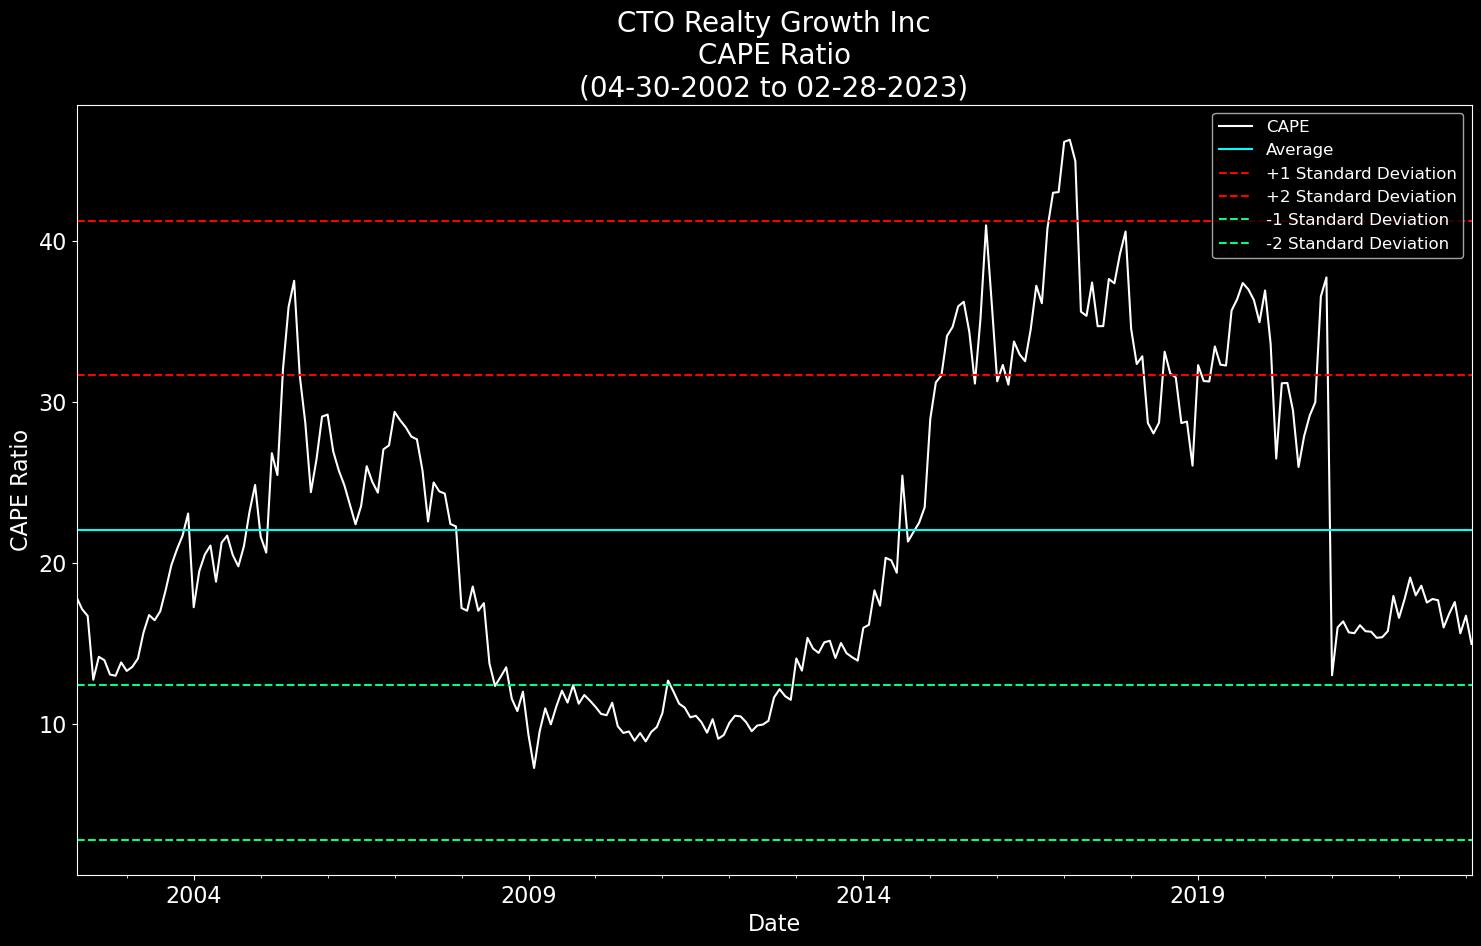 CTO Realty Growth Inc
CAPE Ratio
(04-30-2002 to 02-28-2023)
CAPE
Average
+1 Standard Deviation
+2 Standard Deviation
-1 Standard Deviation
-2 Standard Deviation
40
30
20
10
CAPE Ratio
2004
2009
2014
2019
Date